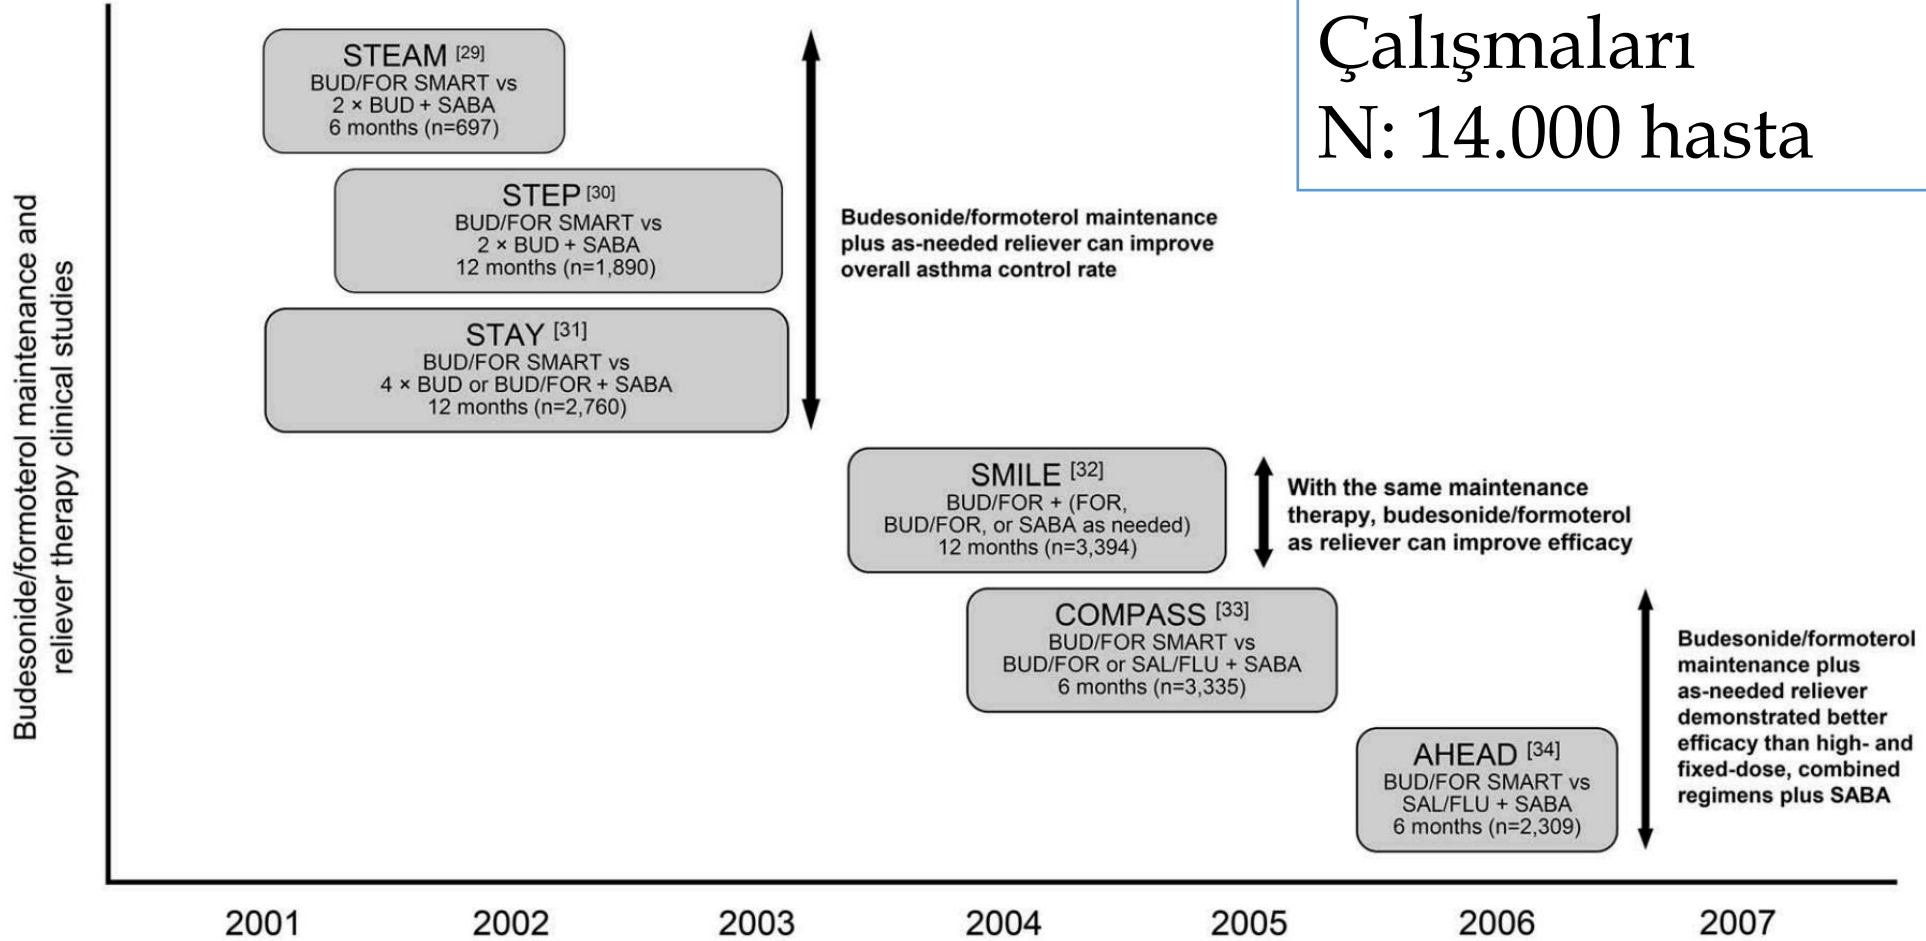 Çalışmaları
N: 14.000 hasta
Budesonide/formoterol maintenance and
reliever therapy clinical studies
STEAM [29]
BUD/FOR SMART vs
2 × BUD + SABA
6 months (n=697)
STEP [30]
BUD/FOR SMART vs
2 × BUD + SABA
12 months (n=1,890)
STAY [31]
BUD/FOR SMART vs
4 × BUD or BUD/FOR + SABA
12 months (n=2,760)
Budesonide/formoterol maintenance
plus as-needed reliever can improve
overall asthma control rate
SMILE [32]
BUD/FOR + (FOR,
BUD/FOR, or SABA as needed)
12 months (n=3,394)
With the same maintenance
therapy, budesonide/formoterol
as reliever can improve efficacy
COMPASS [33]
BUD/FOR SMART vs
BUD/FOR or SAL/FLU + SABA
6 months (n=3,335)
AHEAD [34]
BUD/FOR SMART vs
SAL/FLU + SABA
6 months (n=2,309)
Budesonide/formoterol
maintenance plus
as-needed reliever
demonstrated better
efficacy than high- and
fixed-dose, combined
regimens plus SABA
2001 2002 2003 2004 2005 2006 2007